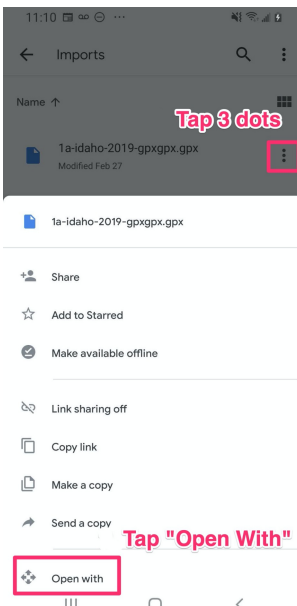 11:10
Imports
Name ↑
Tap 3 dots
1a-idaho-2019-gpxgpx.gpx
Modified Feb 27
1a-idaho-2019-gpxgpx.gpx
Share
Add to Starred
Make available offline
Link sharing off
Copy link
Make a copy
Send a copy
Tap "Open With"
Open with